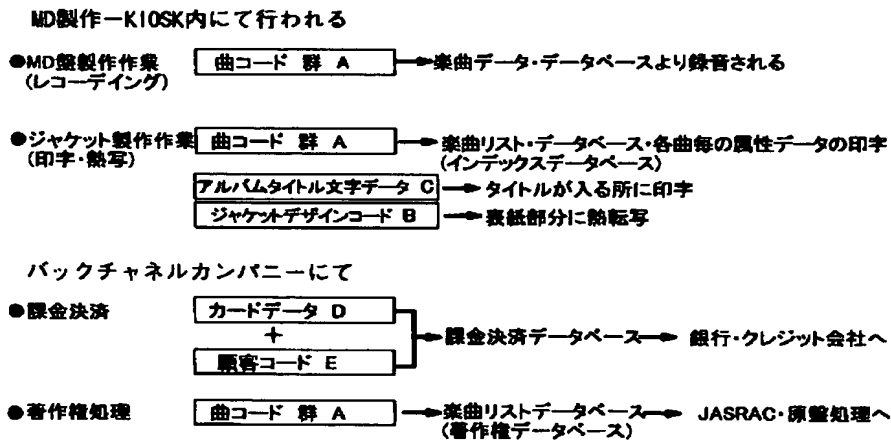 MD製作ーKIOSK内にて行われる
●MD盤製作作業 曲コード 群 A 楽曲データ・データベースより録音される
(レコーデイング)
●ジャケット製作作業 曲コード 群 A 楽曲リスト・データベース・各曲毎の属性データの印字
(印字・熱写) (インデックスデータベース)
アルバムタイトル文字データ C タイトルが入る所に印字
ジャケットデザインコード B 表紙部分に熱転写
バックチャネルカンパニーにて
●課金決済 カードデータ D
+ 課金決済データベース 銀行・クレジット会社へ
顧客コード E
●著作権処理 曲コード 群 A 楽曲リストデータベース JASRAC・原盤処理へ
(著作権データベース)